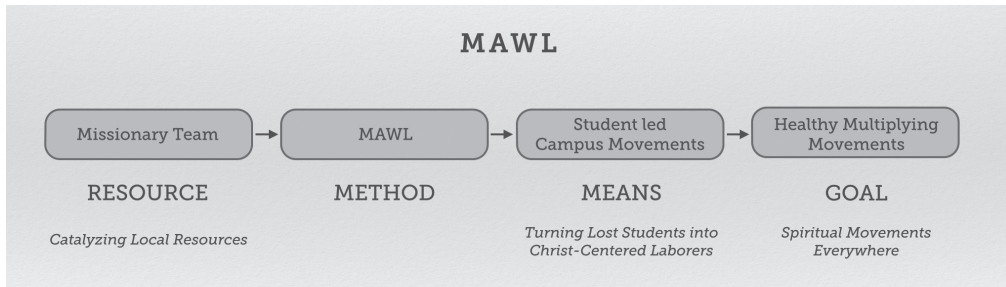 MAWL
Missionary Team
MAWL
Student led
Campus Movements
Healthy Multiplying
Movements
RESOURCE
METHOD
MEANS
GOAL
Catalyzing Local Resources
Turning Lost Students into
Christ-Centered Laborers
Spiritual Movements
Everywhere